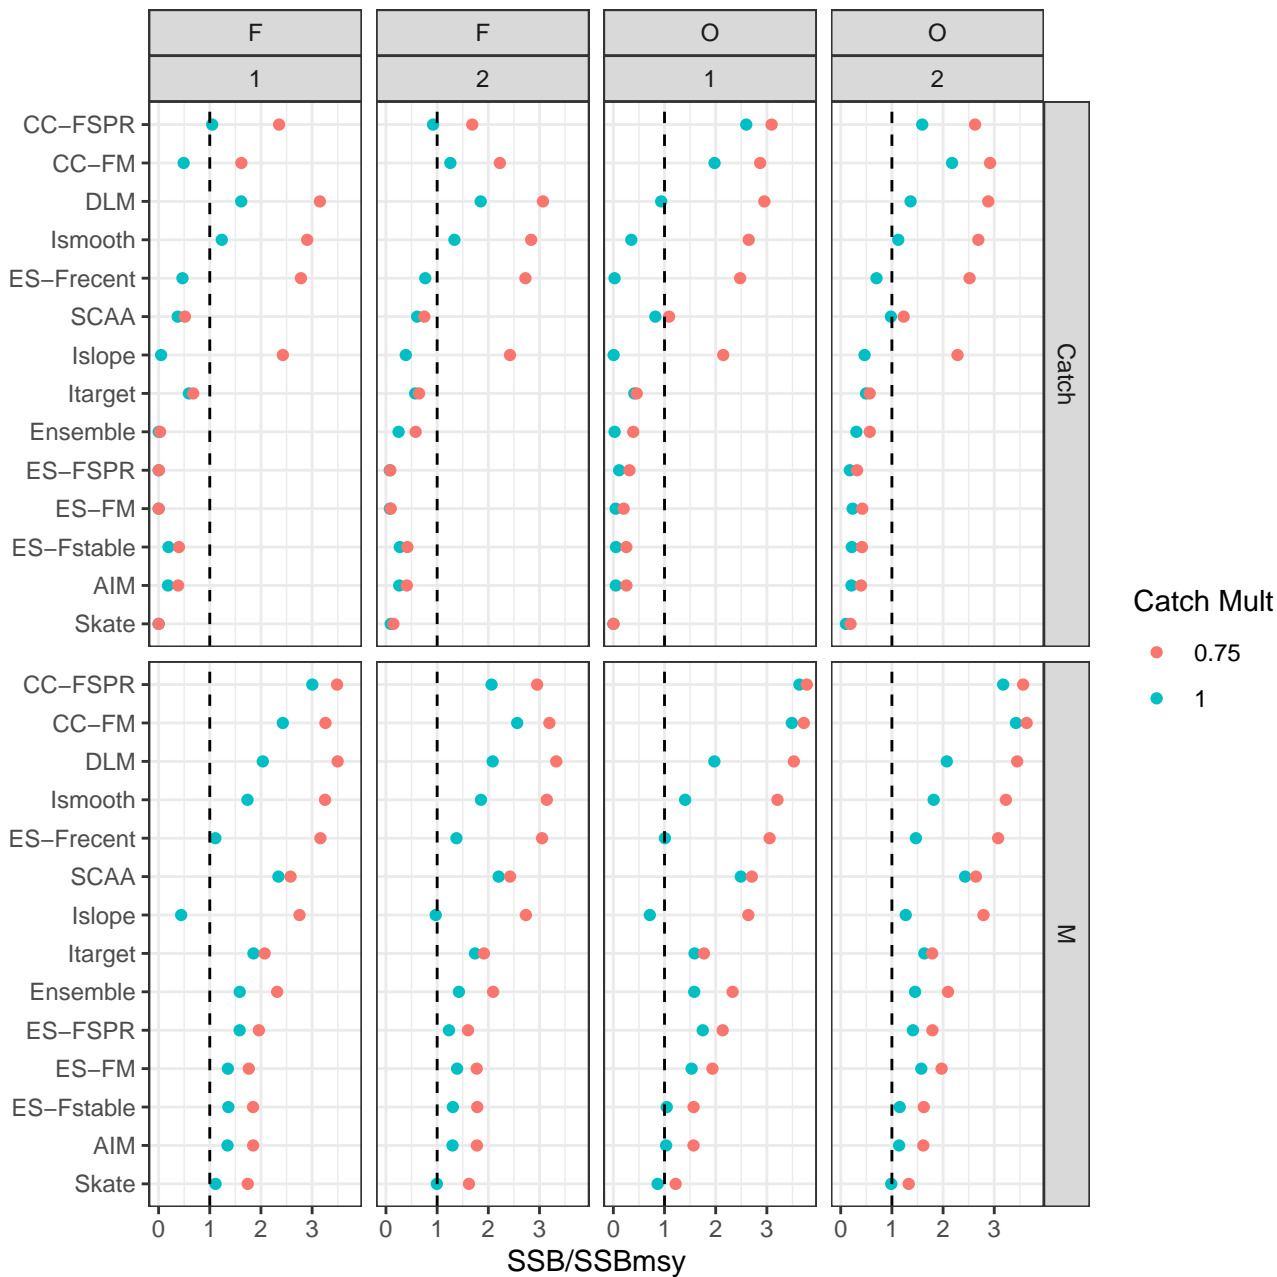 F F O O
1 2 1 2
CC−FSPR
CC−FM
DLM
Ismooth
ES−Frecent
SCAA
Islope
Itarget
Ensemble
ES−FSPR
ES−FM
ES−Fstable
AIM
Skate
Catch
CC−FSPR
CC−FM
DLM
Ismooth
ES−Frecent
SCAA
Islope
Itarget
Ensemble
ES−FSPR
ES−FM
ES−Fstable
AIM
Skate
M
0 1 2 3 0 1 2 3 0 1 2 3 0 1 2 3
SSB/SSBmsy
Catch Mult
0.75
1